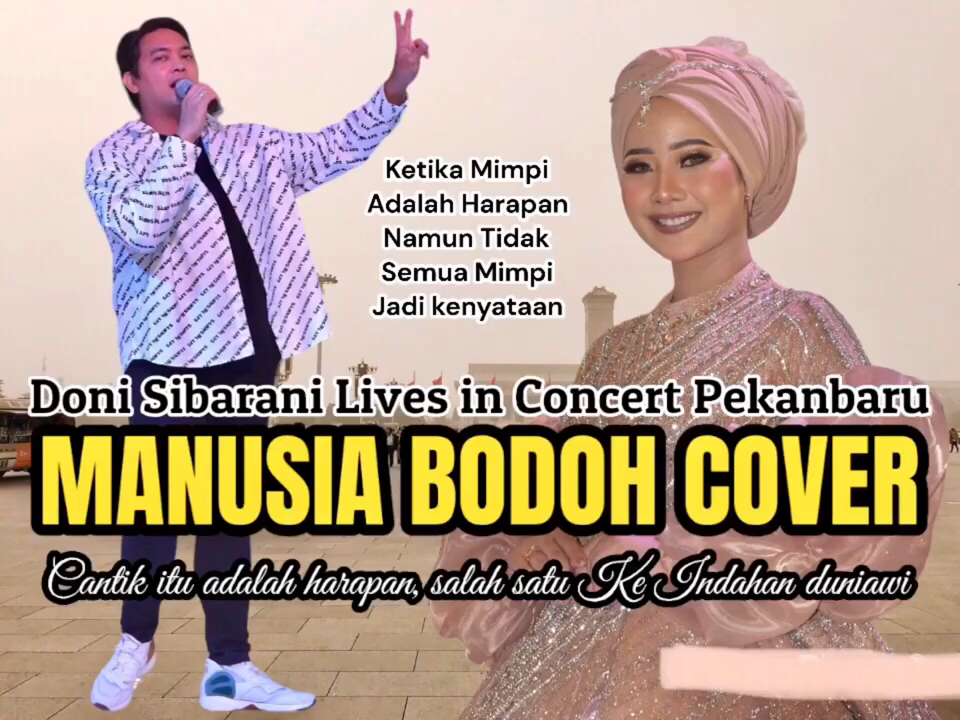 Ketika Mimpi
Adalah Harapan
Namun Tidak
Semua Mimpi
Jadi kenyataan
Doni Sibarani Lives in Concert Pekanbaru
MANUSIA BODOH COVER
Cantik itu adalah harapan, salah satu Ke Indahan duniawi